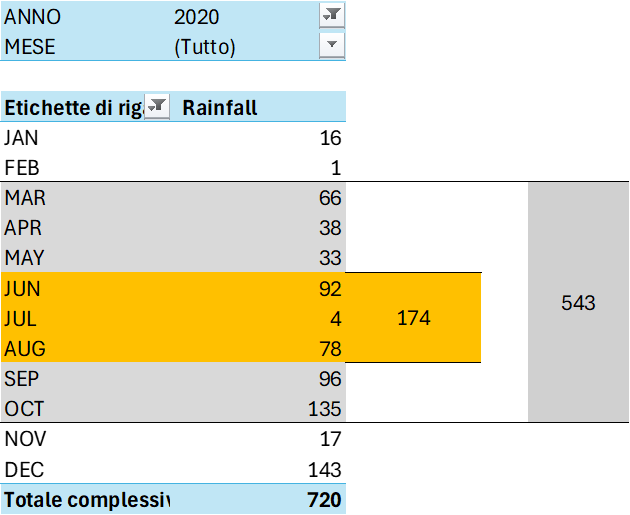 ANNO 2020
MESE (Tutto)
Etichette di riga Rainfall
JAN 16
FEB 1
MAR 66
APR 38
MAY 33
JUN 92
JUL 4
AUG 78
174
543
SEP 96
OCT 135
NOV 17
DEC 143
Totale complessiv 720